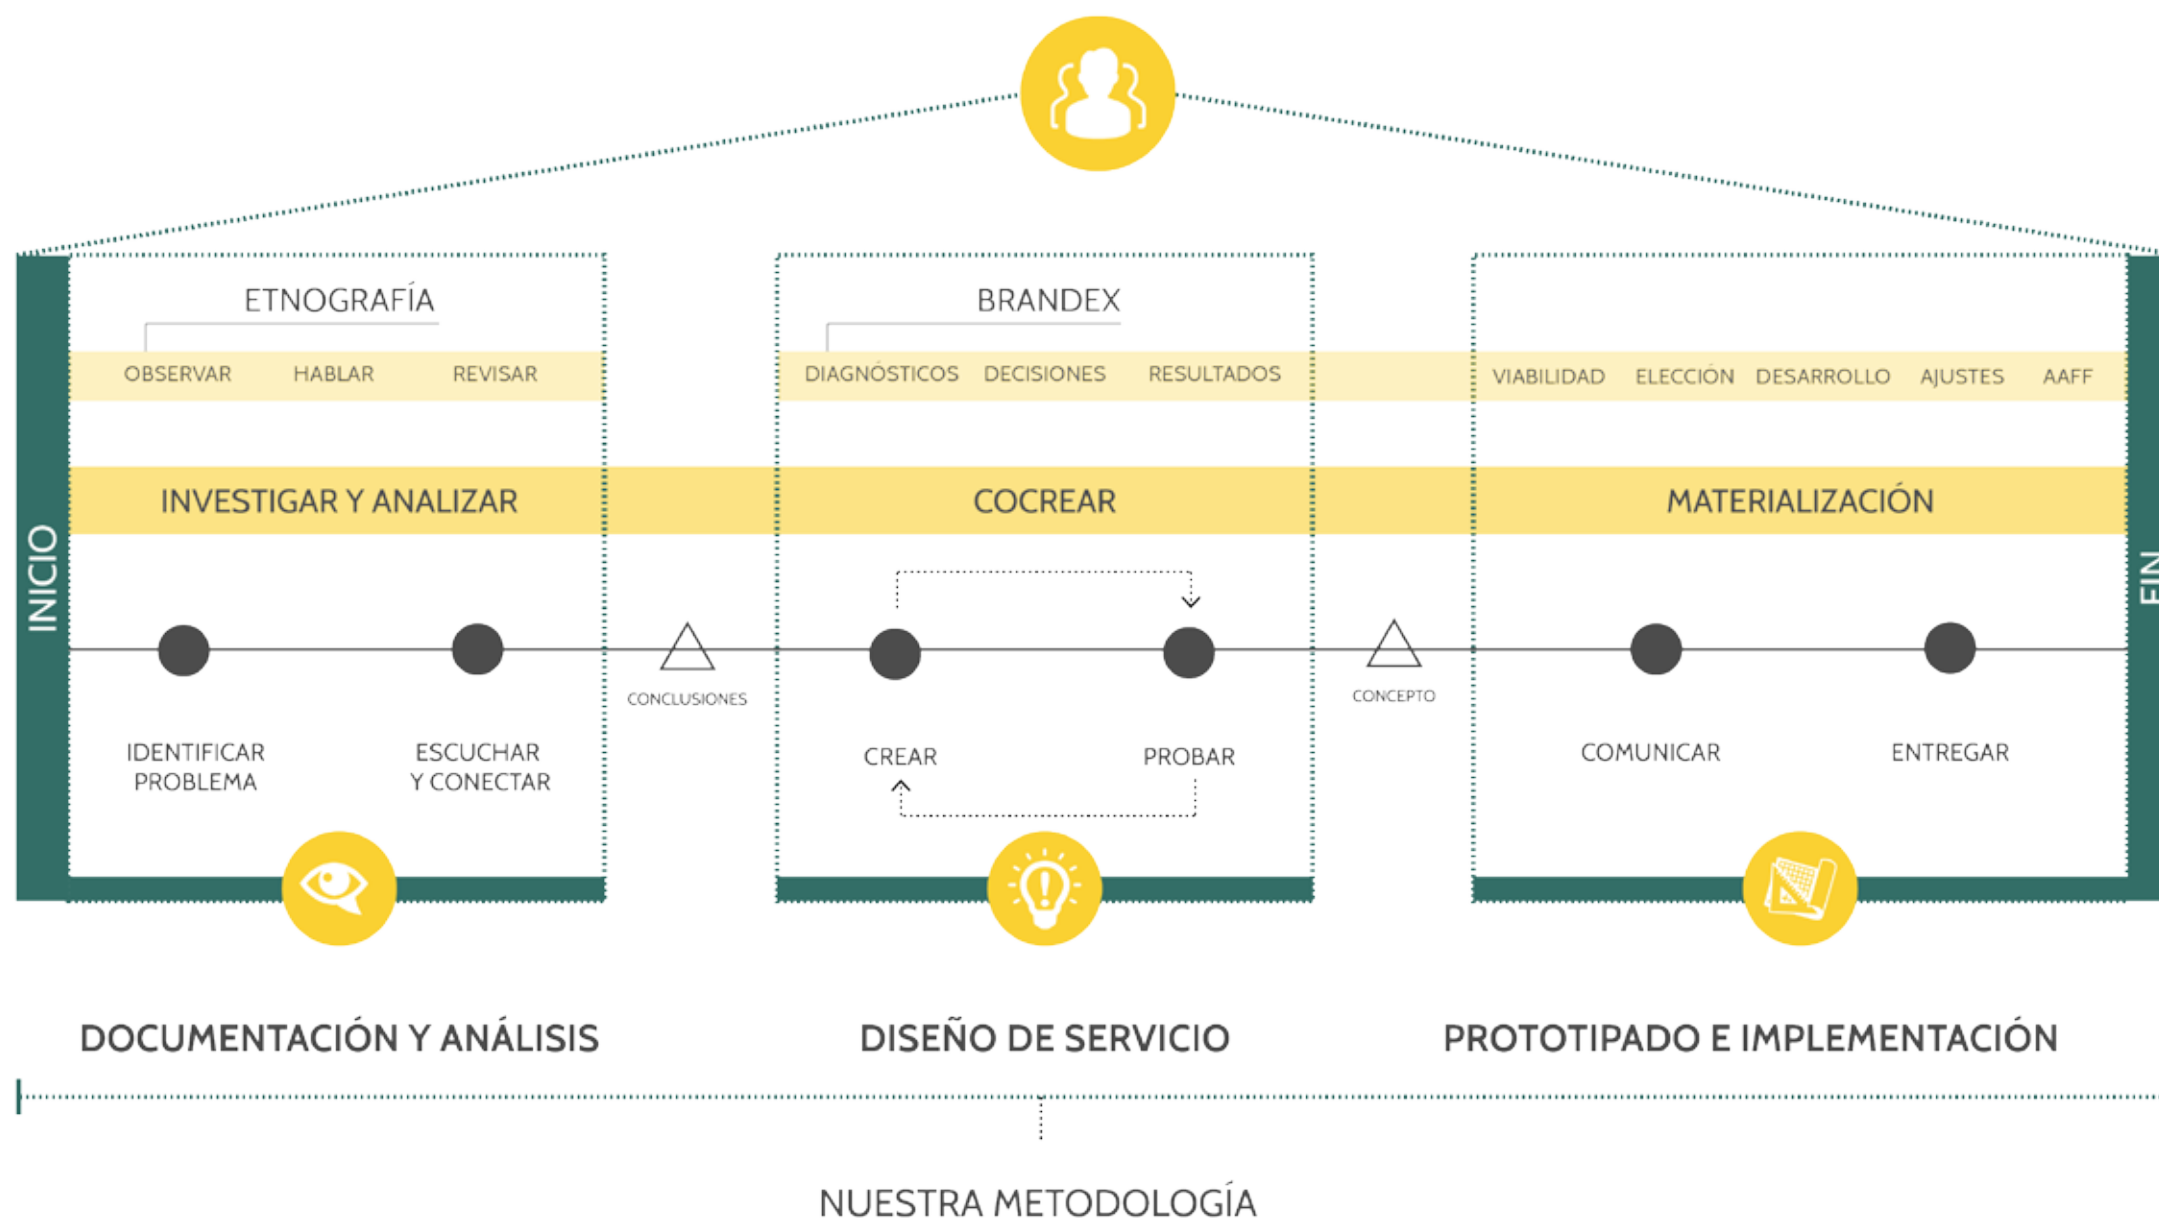 ETNOGRAFÍA
BRANDEX
OBSERVAR HABLAR REVISAR
DIAGNÓSTICOS DECISIONES RESULTADOS
VIABILIDAD ELECCIÓN DESARROLLO AJUSTES AAFF
INVESTIGAR Y ANALIZAR
COCREAR
MATERIALIZACIÓN
INICIO
FIN
CONCLUSIONES
CONCEPTO
IDENTIFICAR
PROBLEMA
ESCUCHAR
Y CONECTAR
CREAR
PROBAR
COMUNICAR
ENTREGAR
DOCUMENTACIÓN Y ANÁLISIS
DISEÑO DE SERVICIO
PROTOTIPADO E IMPLEMENTACIÓN
NUESTRA METODOLOGÍA